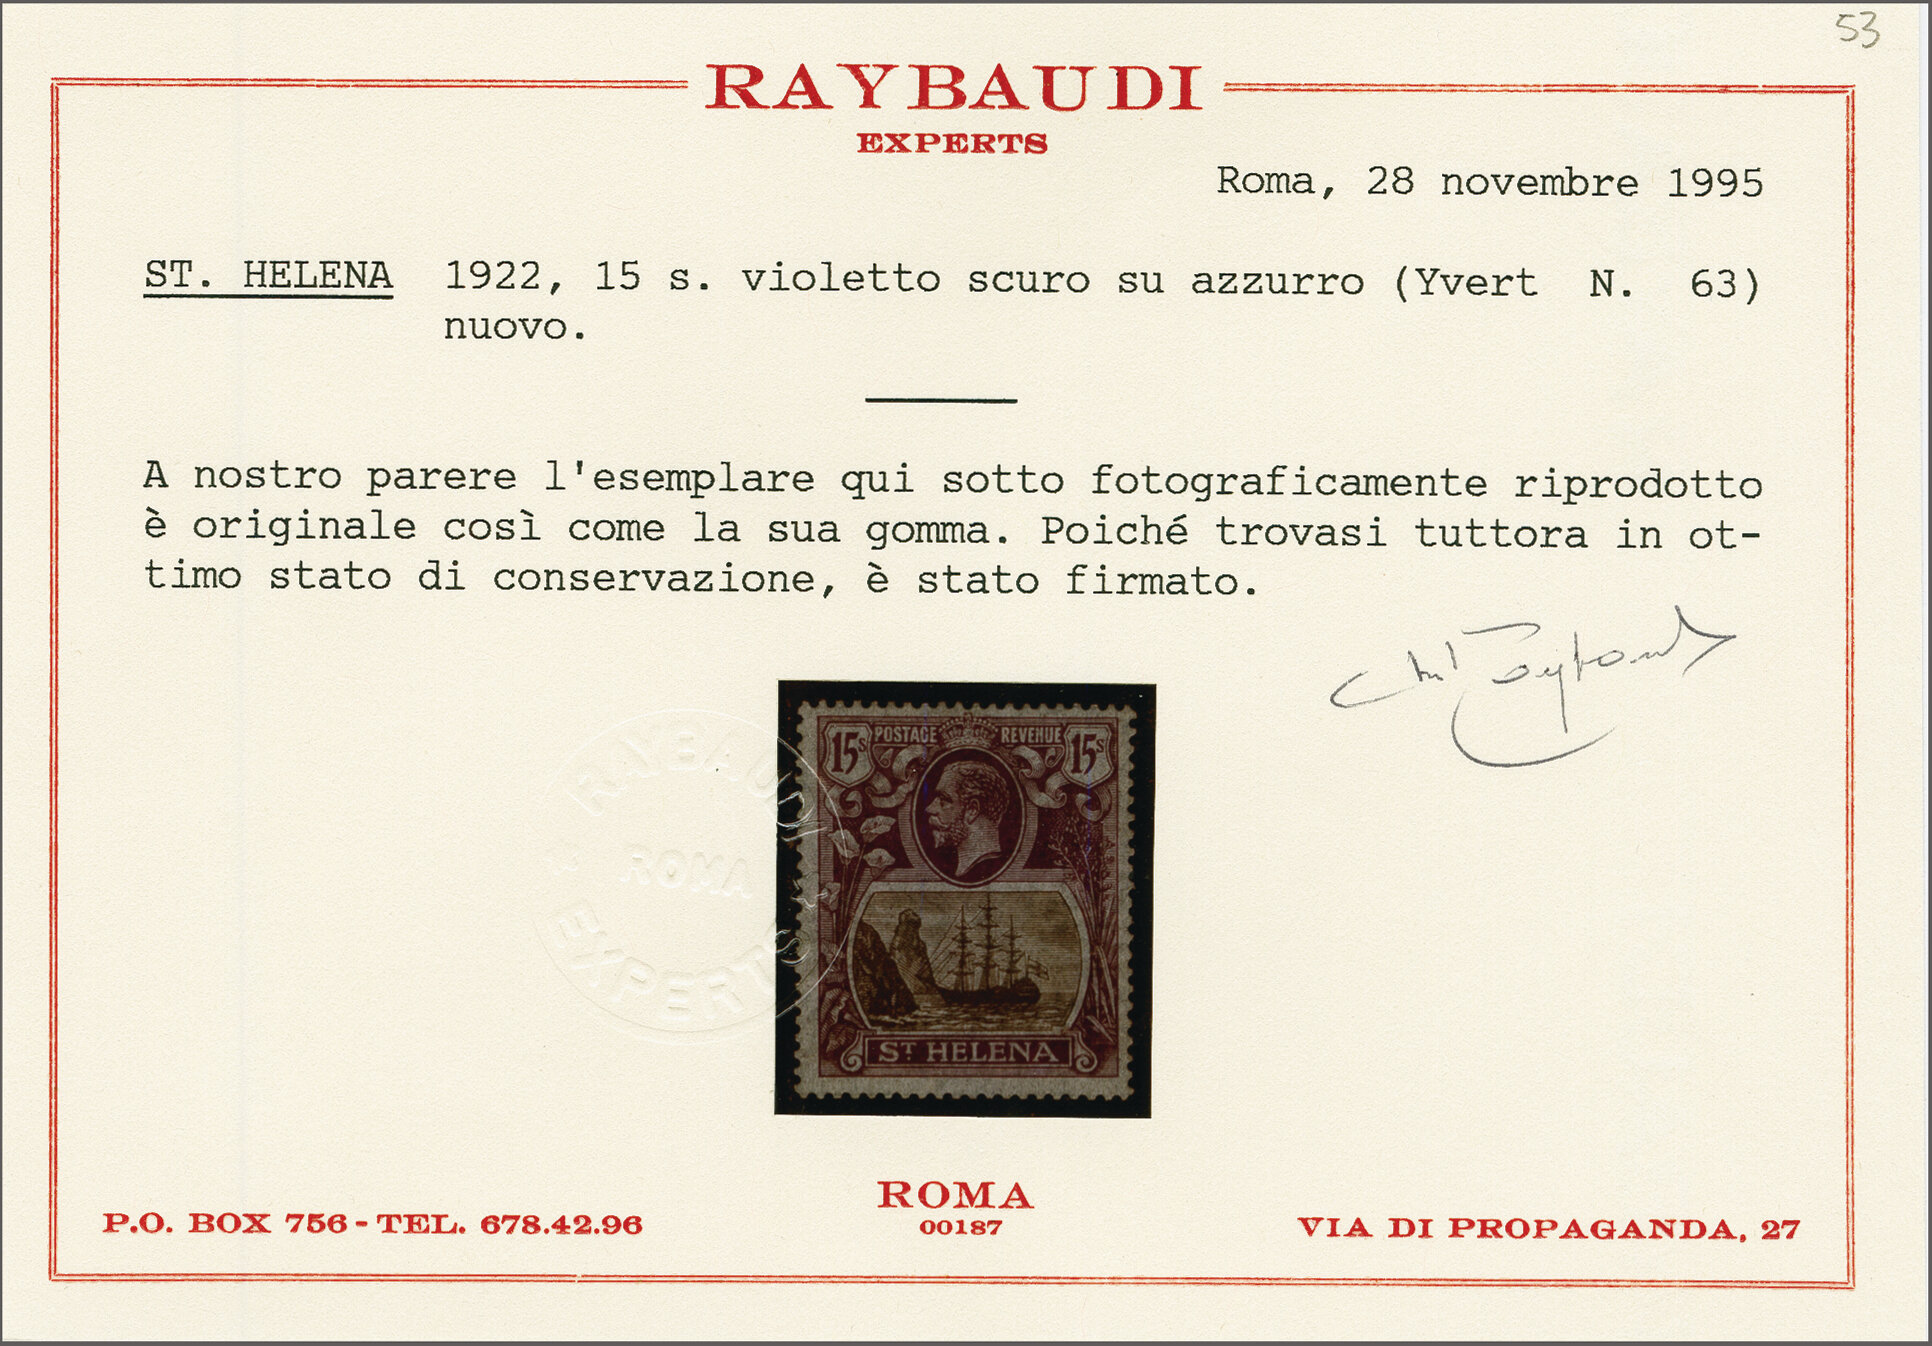 53
RAYBAUDI
EXPERTS
Roma, 28 novembre 1995
ST. HELENA 1922, 15 s. violetto scuro su azzurro (Yvert N. 63)
nuovo.
A nostro parere l'esemplare qui sotto fotograficamente riprodotto
è originale così come la sua gomma. Poiché trovasi tuttora in ot-
timo stato di conservazione, è stato firmato.
15s POSTAGE REVENUE 15s
ST HELENA
RAYBAUDI
ROMA
EXPERTS
ROMA
00187
P.O. BOX 756 - TEL. 678.42.96
VIA DI PROPAGANDA, 27